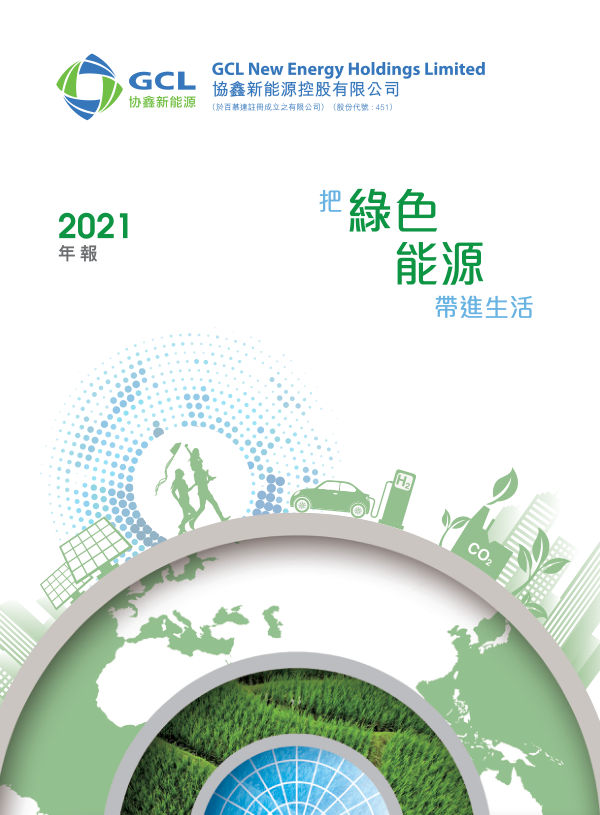 GCL
协鑫新能源
GCL New Energy Holdings Limited
協鑫新能源控股有限公司
（於百慕達註冊成立之有限公司）（股份代號 : 451）
2021
年報
把 綠色
能源
帶進生活
H2
CO2